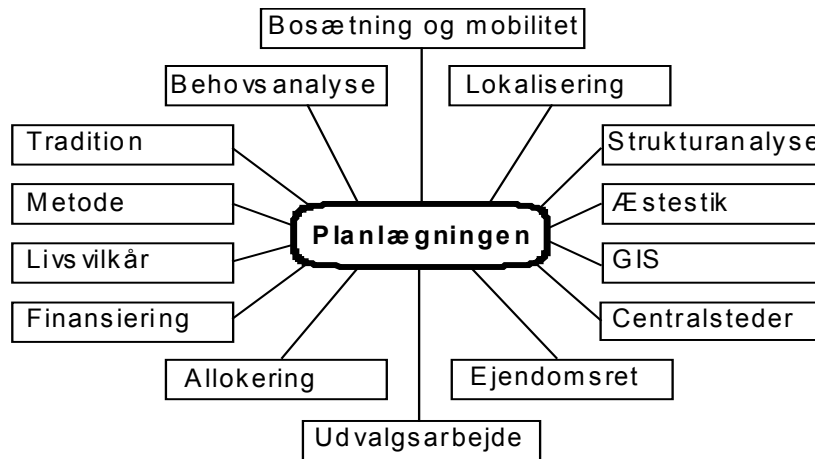 Bosætning og mobilitet
Behovsanalyse
Lokalisering
Tradition
Strukturanalyse
Metode
Æstestik
Planlægningen
Livsvilkår
GIS
Finansiering
Centralsteder
Allokering
Ejendomsret
Udvalgsarbejde